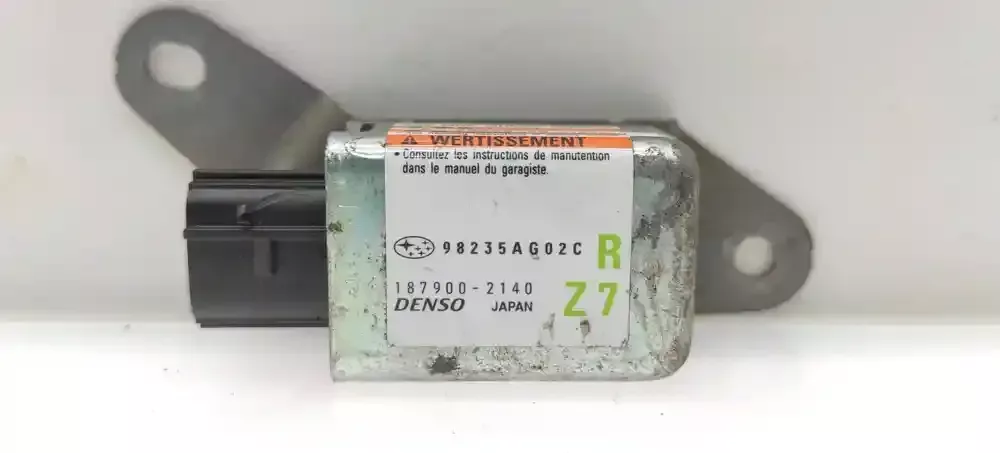 WERTISSEMENT
• Consultez les instructions de manutention
dans le manuel du garagiste.
98235AG02C R
187900-2140
DENSO JAPAN Z7